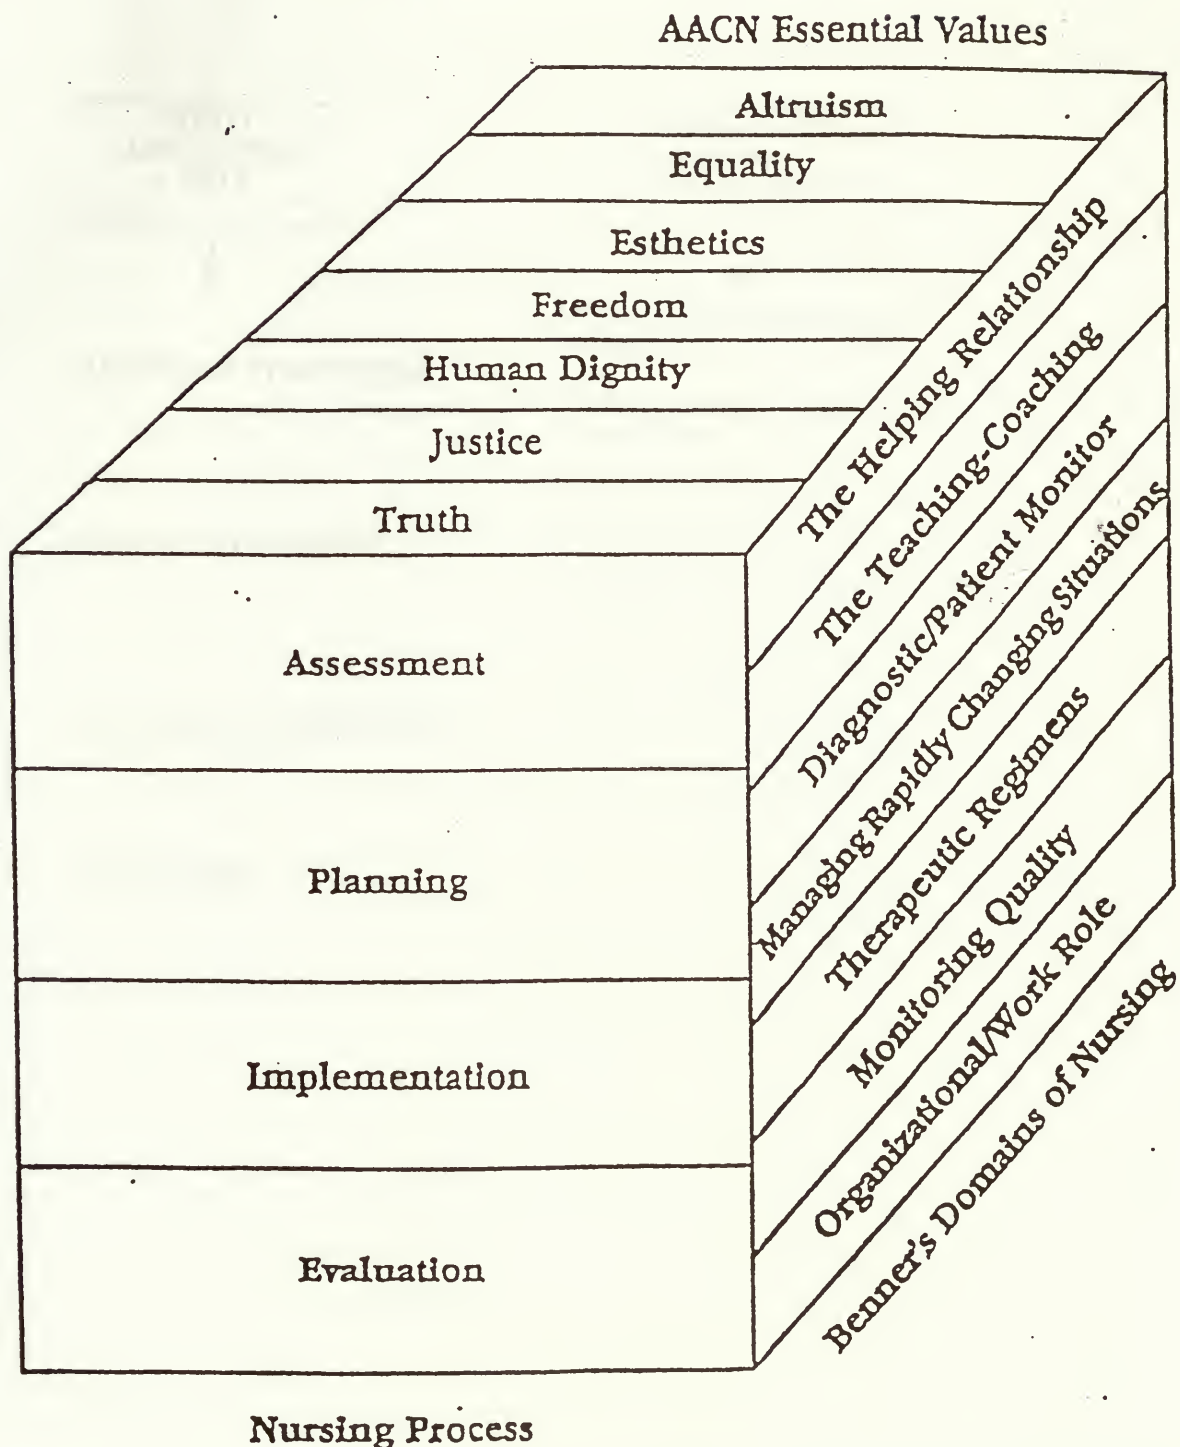 AACN Essential Values
Altruism
Equality
Esthetics
Freedom
Human Dignity
Justice
Truth
Assessment
Planning
Implementation
Evaluation
Nursing Process
The Helping Relationship
The Teaching-Coaching
Diagnostic/Patient Monitor
Managing Rapidly Changing Situations
Therapeutic Regimens
Monitoring Quality
Organizational/Work Role
Benner's Domains of Nursing